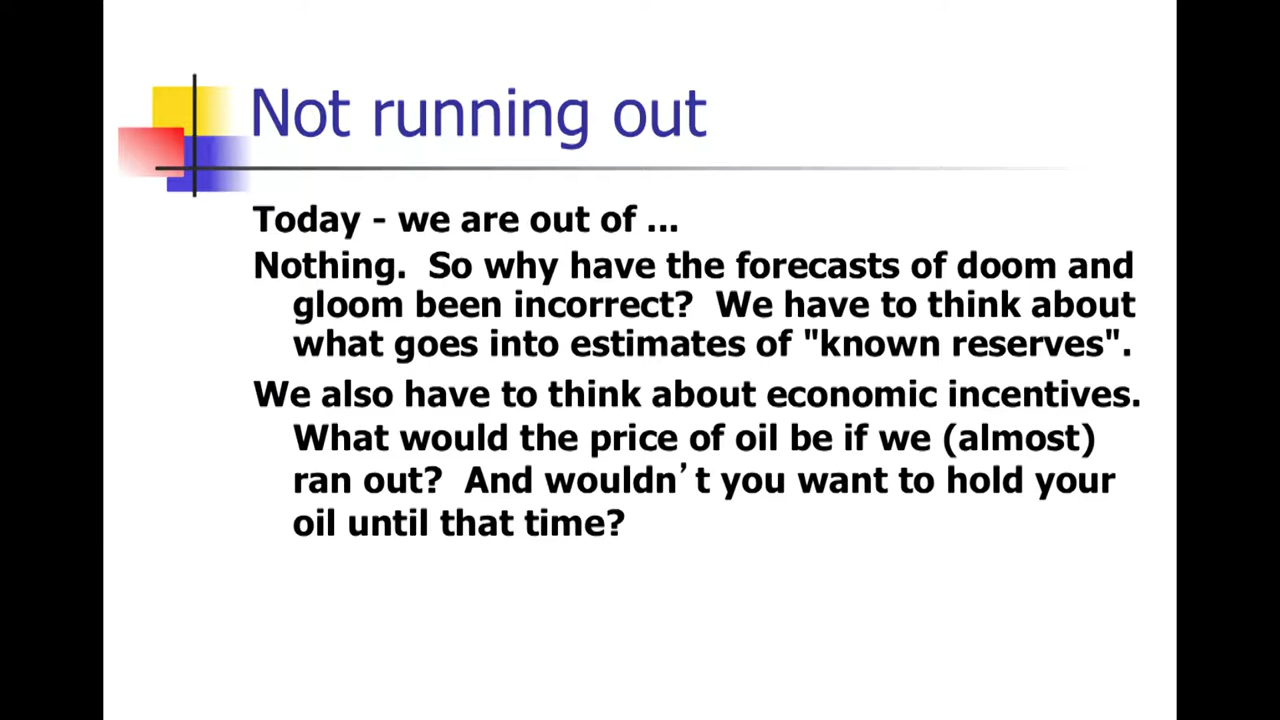 Not running out
Today - we are out of ...
Nothing.  So why have the forecasts of doom and
gloom been incorrect?  We have to think about
what goes into estimates of "known reserves".
We also have to think about economic incentives.
What would the price of oil be if we (almost)
ran out?  And wouldn’t you want to hold your
oil until that time?